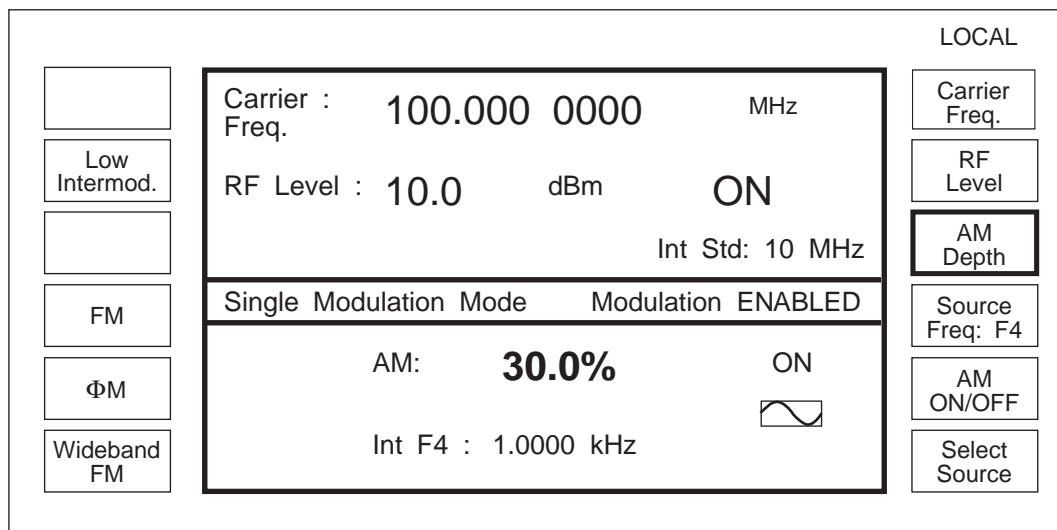 LOCAL
Low
Intermod.
FM
ΦM
Wideband
FM
Carrier :
Freq.
100.000 0000 MHz
RF Level : 10.0 dBm ON
Int Std: 10 MHz
Single Modulation Mode Modulation ENABLED
AM: 30.0% ON
Int F4 : 1.0000 kHz
Carrier
Freq.
RF
Level
AM
Depth
Source
Freq: F4
AM
ON/OFF
Select
Source